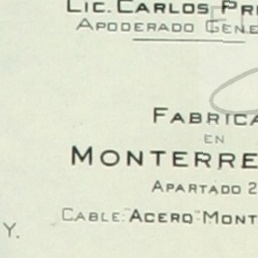 LIC. CARLOS PR
APODERADO GENE
FABRICA
EN
MONTERRE
APARTADO 2
CABLE: "ACERO"-MONT
Y.